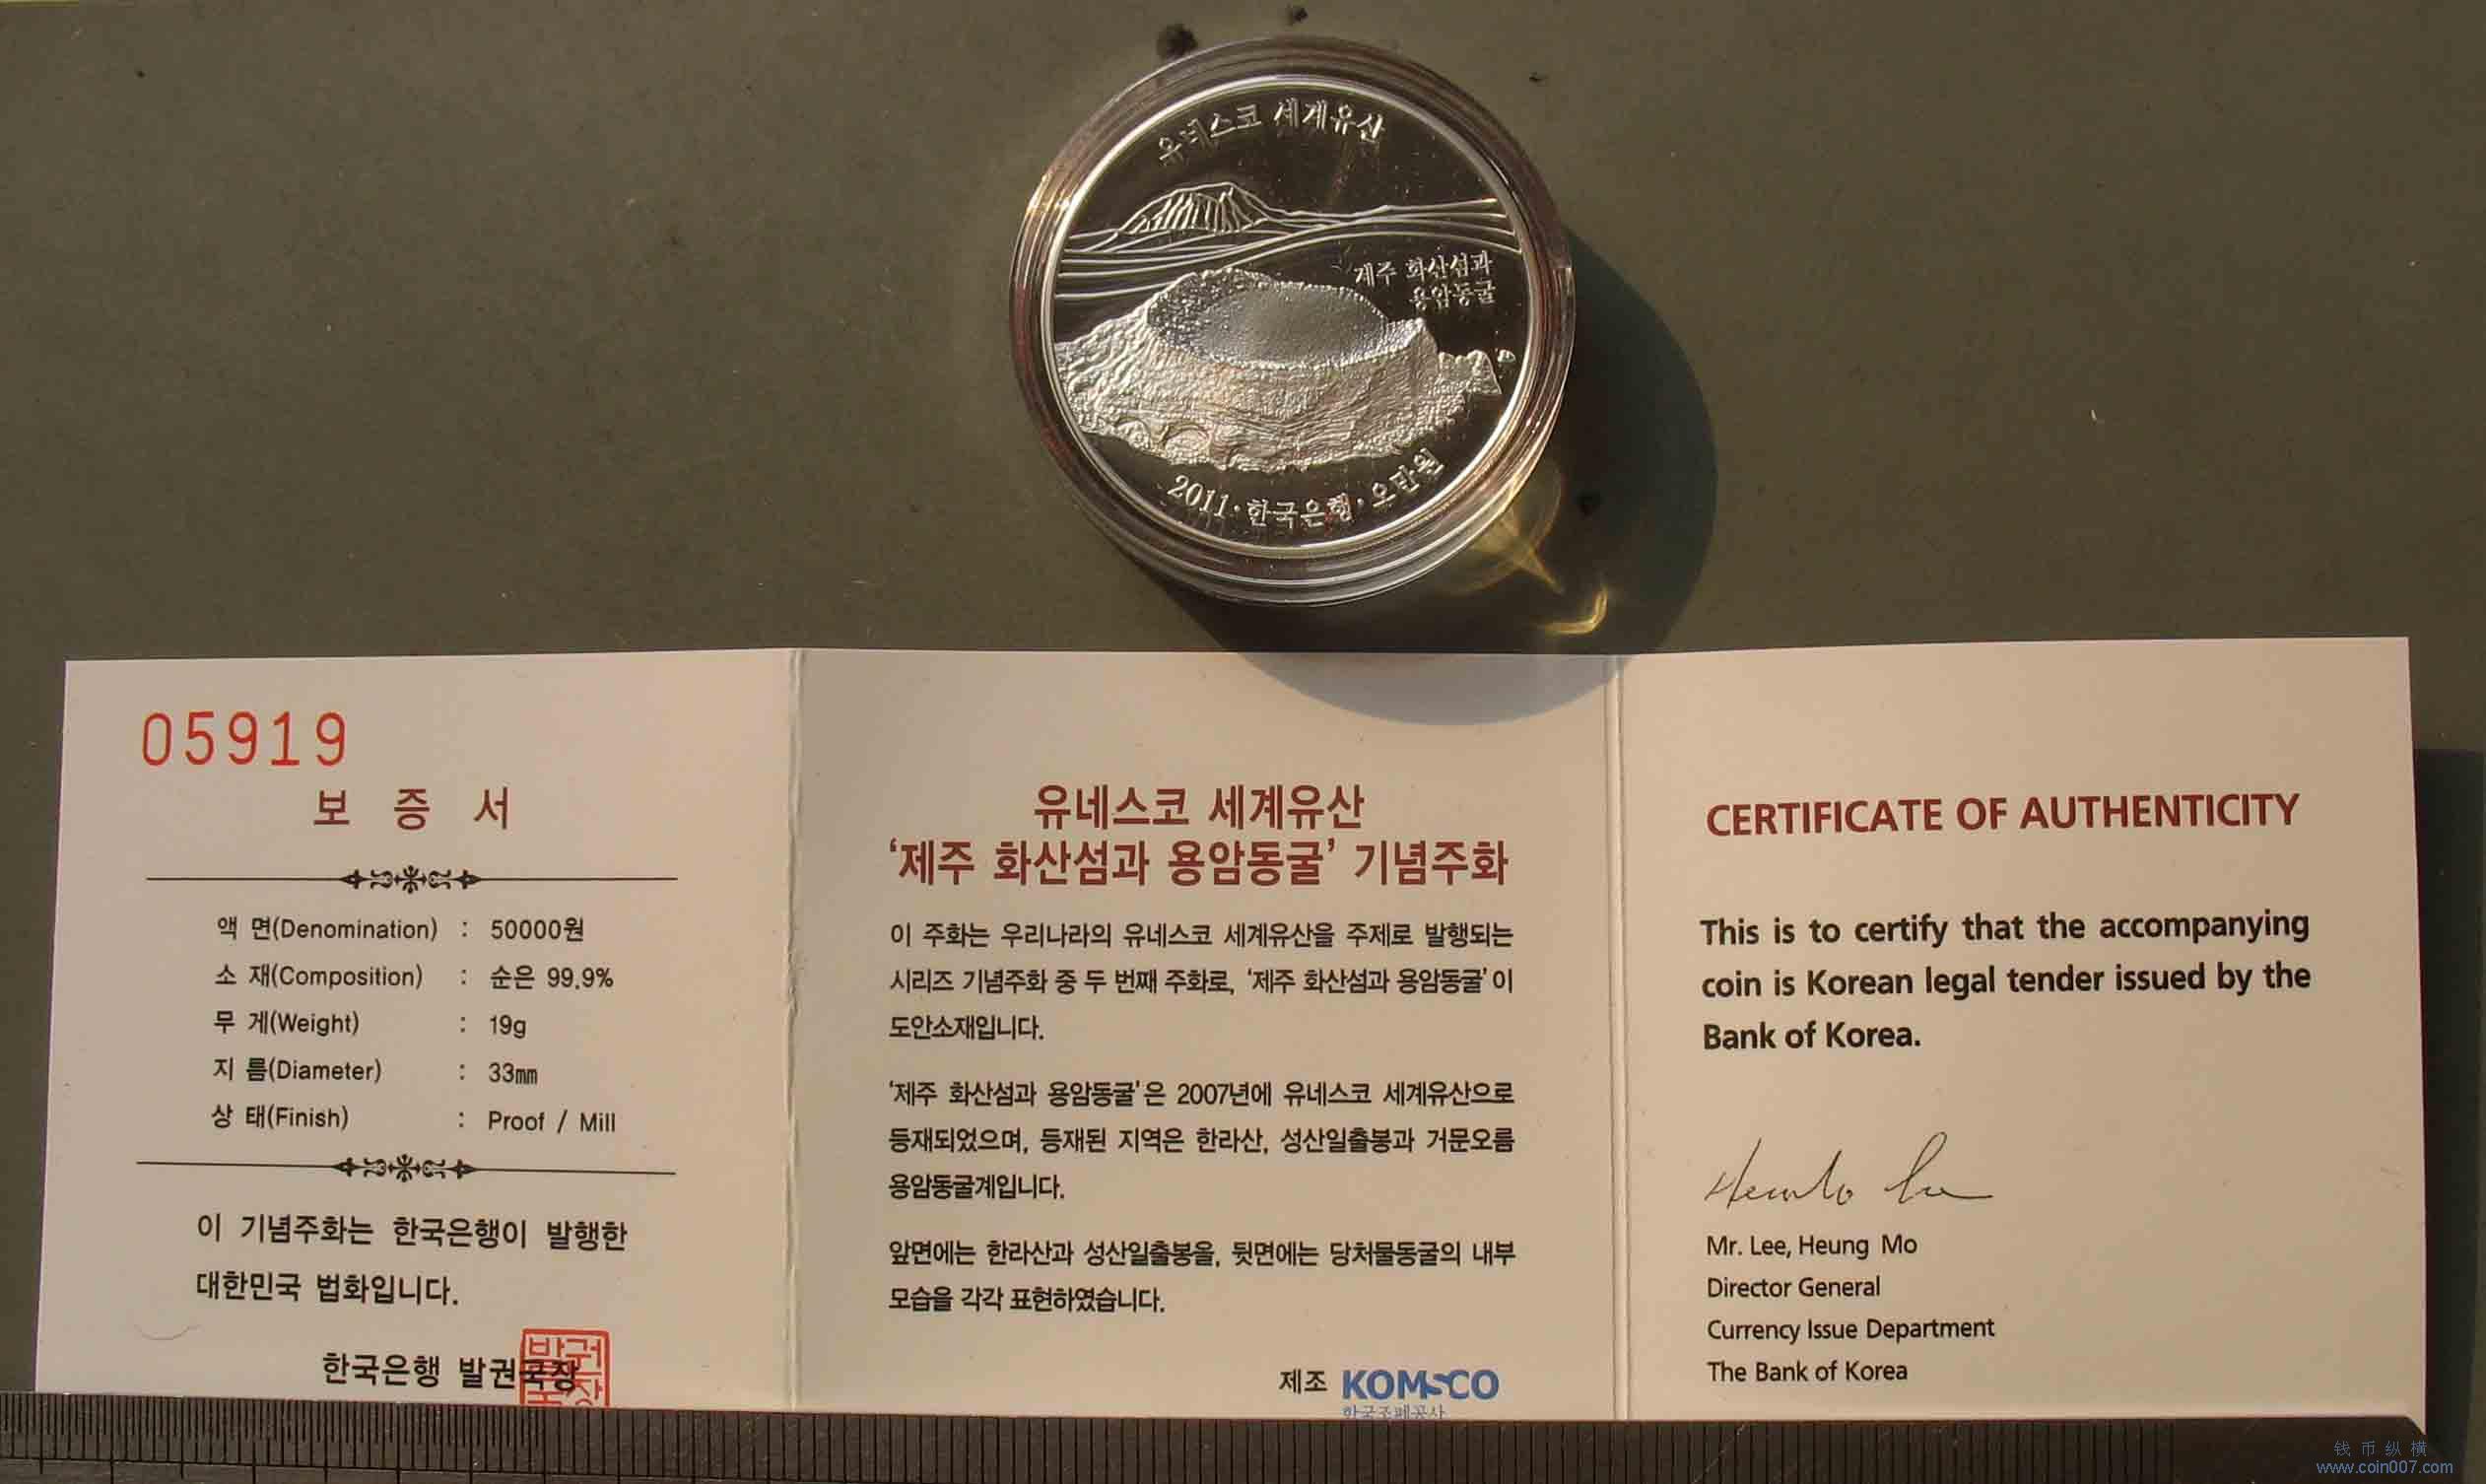 유네스코 세계유산
제주 화산섬과
용암동굴
2011·한국은행·오만원
05919
보 증 서
액 면(Denomination) : 50000원
소 재(Composition) : 순은 99.9%
무 게(Weight) : 19g
지 름(Diameter) : 33mm
상 태(Finish) : Proof / Mill
이 기념주화는 한국은행이 발행한
대한민국 법화입니다.
한국은행 발권국장
유네스코 세계유산
‘제주 화산섬과 용암동굴’ 기념주화
이 주화는 우리나라의 유네스코 세계유산을 주제로 발행되는
시리즈 기념주화 중 두 번째 주화로, ‘제주 화산섬과 용암동굴’이
도안소재입니다.
‘제주 화산섬과 용암동굴’은 2007년에 유네스코 세계유산으로
등재되었으며, 등재된 지역은 한라산, 성산일출봉과 거문오름
용암동굴계입니다.
앞면에는 한라산과 성산일출봉을, 뒷면에는 당처물동굴의 내부
모습을 각각 표현하였습니다.
제조 KOMSCO
한국조폐공사
CERTIFICATE OF AUTHENTICITY
This is to certify that the accompanying
coin is Korean legal tender issued by the
Bank of Korea.
Mr. Lee, Heung Mo
Director General
Currency Issue Department
The Bank of Korea
钱币纵横
www.coin007.com